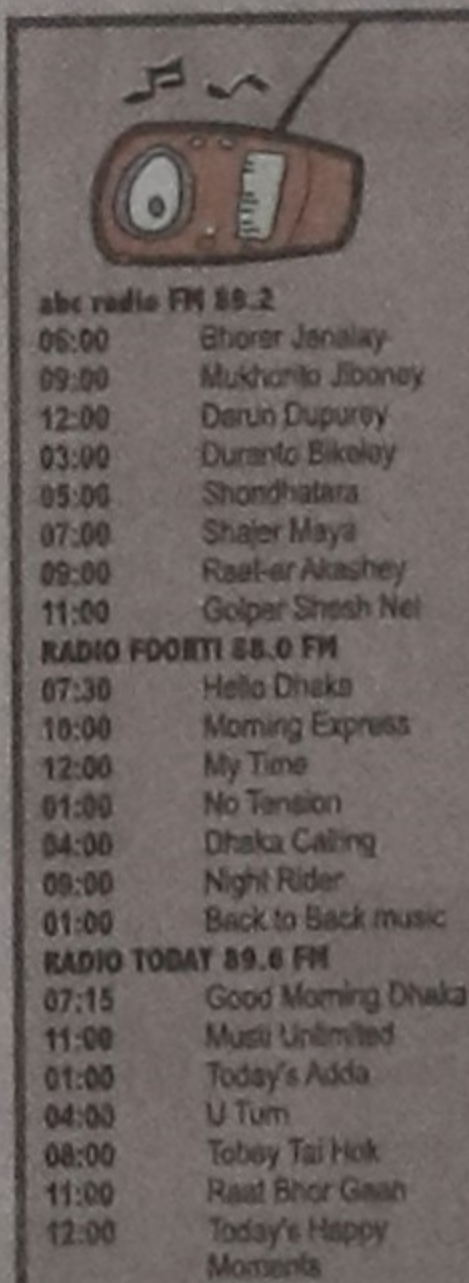 abc radio FM 89.2
06:00 Bhorer Janalay
09:00 Mukhorito Jiboney
12:00 Darun Dupurey
03:00 Duranto Bikeley
05:00 Shondhatara
07:00 Shajer Maya
09:00 Raat-er Akashey
11:00 Golper Shesh Nei
RADIO FOORTI 88.0 FM
07:30 Hello Dhaka
10:00 Morning Express
12:00 My Time
01:00 No Tension
04:00 Dhaka Calling
09:00 Night Rider
01:00 Back to Back music
RADIO TODAY 89.6 FM
07:15 Good Morning Dhaka
11:00 Music Unlimited
01:00 Today's Adda
04:00 U Turn
08:00 Tobey Tai Hok
11:00 Raat Bhor Gaan
12:00 Today's Happy
Moments